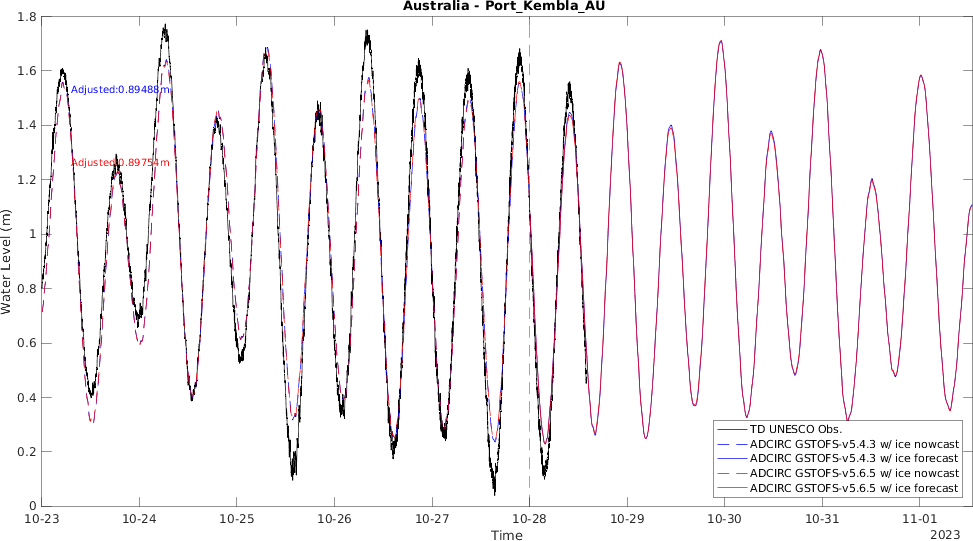 Australia - Port_Kembla_AU
1.8
1.6
1.4
1.2
1
0.8
0.6
0.4
0.2
0
Water Level (m)
Adjusted:0.89488m
Adjusted:0.89754m
TD UNESCO Obs.
ADCIRC GSTOFS-v5.4.3 w/ ice nowcast
ADCIRC GSTOFS-v5.4.3 w/ ice forecast
ADCIRC GSTOFS-v5.6.5 w/ ice nowcast
ADCIRC GSTOFS-v5.6.5 w/ ice forecast
10-23 10-24 10-25 10-26 10-27 10-28 10-29 10-30 10-31 11-01
Time
2023